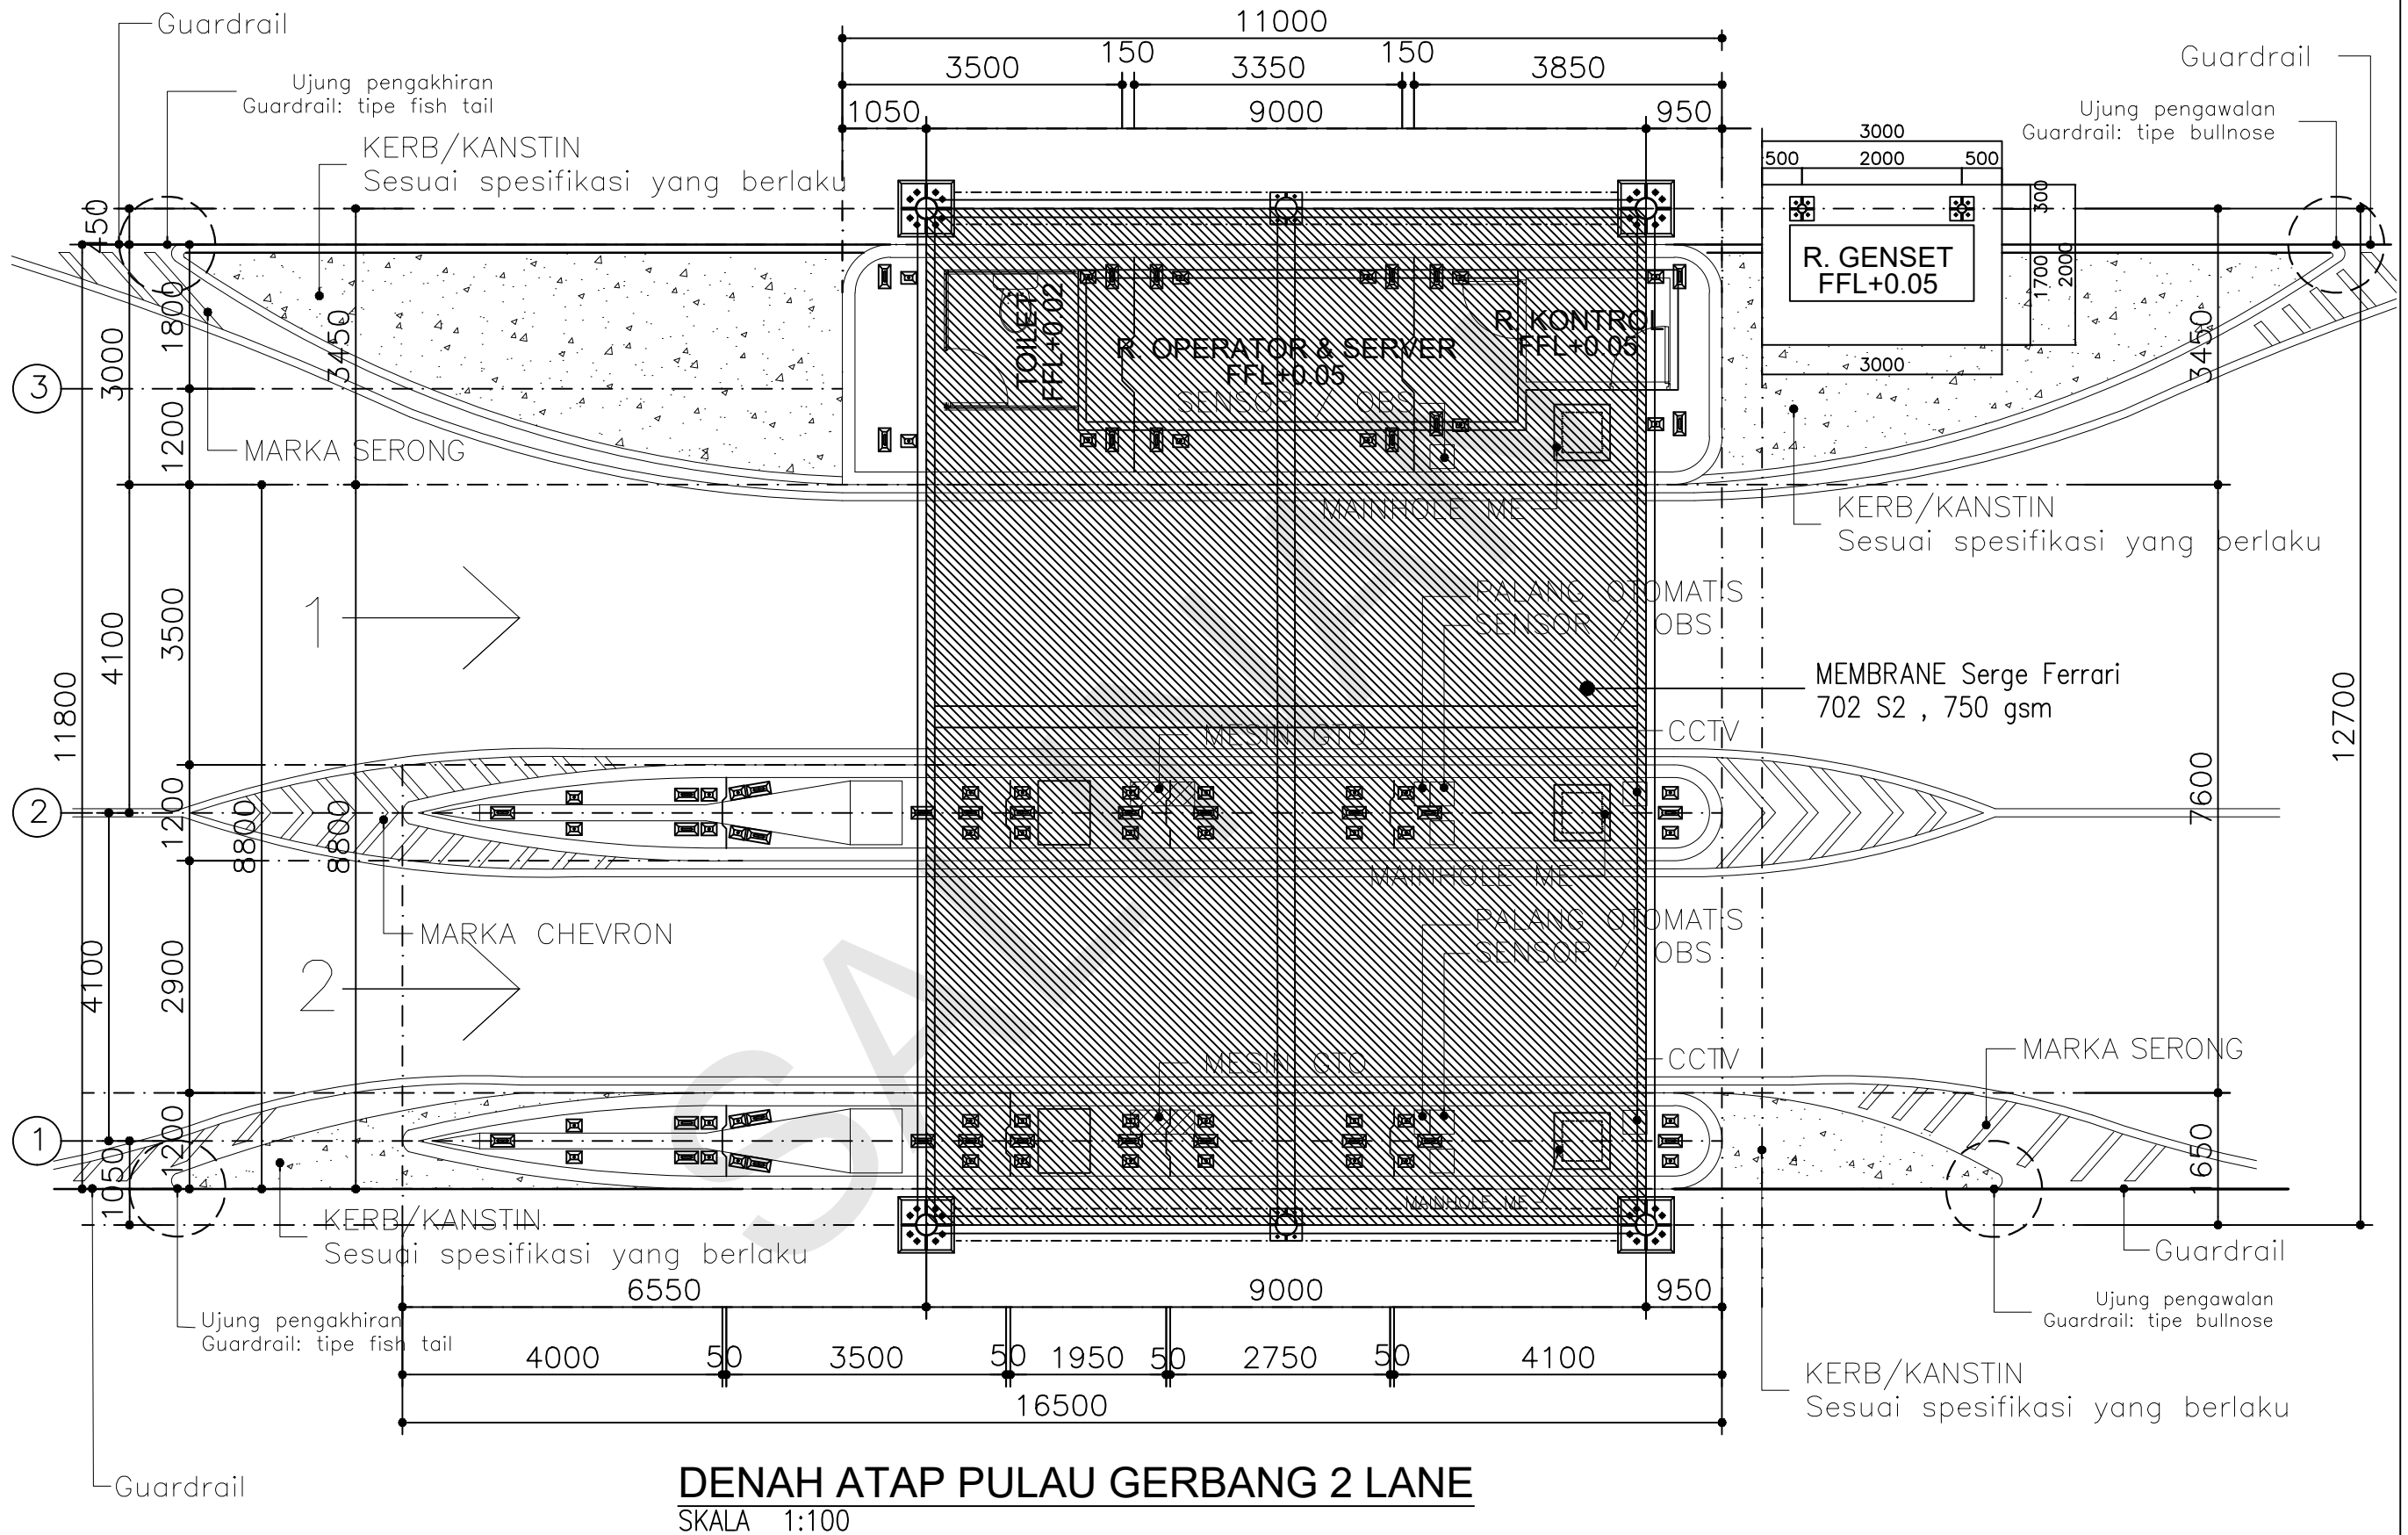 Guardrail
11000
150
150
3500
3350
3850
Guardrail
Ujung pengakhiran
Guardrail: tipe fish tail
1050
9000
950
Ujung pengawalan
Guardrail: tipe bullnose
KERB/KANSTIN
Sesuai spesifikasi yang berlaku
3000
500
2000
500
450
300
R. GENSET
FFL+0.05
1700
2000
3000
1800
3000
3450
3450
TOILET
FFL+0.02
R. OPERATOR & SERVER
FFL+0.05
R. KONTROL
FFL+0.05
SENSOR / OBS
3
1200
MARKA SERONG
MAINHOLE ME
KERB/KANSTIN
Sesuai spesifikasi yang berlaku
1
4100
3500
PALANG OTOMATIS
SENSOR / OBS
MEMBRANE Serge Ferrari
702 S2 , 750 gsm
11800
12700
MESIN GTO
CCTV
2
1200
8800
8800
7600
MAINHOLE ME
MARKA CHEVRON
PALANG OTOMATIS
SENSOR / OBS
4100
2900
2
MESIN GTO
CCTV
MARKA SERONG
1
1200
1050
1650
MAINHOLE ME
KERB/KANSTIN
Sesuai spesifikasi yang berlaku
Guardrail
6550
9000
950
Ujung pengakhiran
Guardrail: tipe fish tail
Ujung pengawalan
Guardrail: tipe bullnose
4000
50
3500
50
1950
50
2750
50
4100
KERB/KANSTIN
Sesuai spesifikasi yang berlaku
16500
Guardrail
DENAH ATAP PULAU GERBANG 2 LANE
SKALA 1:100